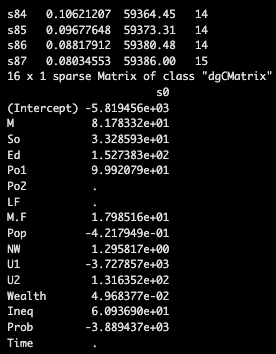 s84 0.10621207 59364.45 14
s85 0.09677648 59373.31 14
s86 0.08817912 59380.48 14
s87 0.08034553 59386.00 15
16 x 1 sparse Matrix of class "dgCMatrix"
s0
(Intercept) -5.819456e+03
M 8.178332e+01
So 3.328593e+01
Ed 1.527383e+02
Po1 9.992079e+01
Po2 .
LF .
M.F 1.798516e+01
Pop -4.217949e-01
NW 1.295817e+00
U1 -3.727857e+03
U2 1.316352e+02
Wealth 4.968377e-02
Ineq 6.093690e+01
Prob -3.889437e+03
Time .